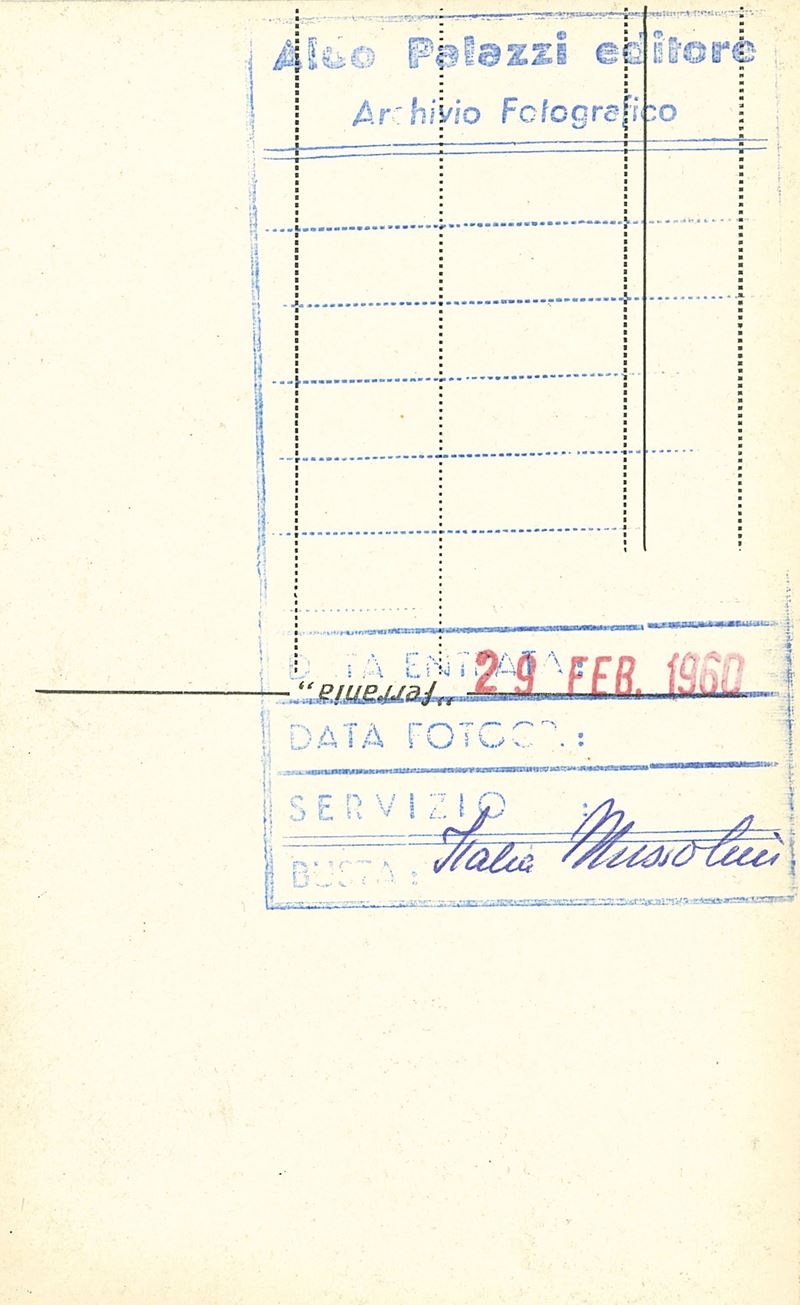 Aldo Palazzi editore
Archivio Fotografico
DATA ENTRATA: 29 FEB. 1960
"ferrania"
DATA FOTOGR.:
SERVIZIO :
BUSTA: Italia Mussolini